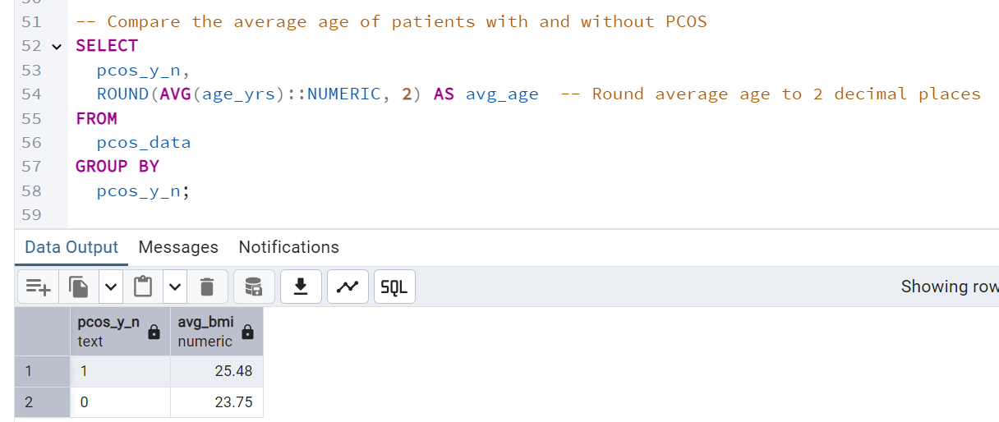 51 -- Compare the average age of patients with and without PCOS
52 SELECT
53 pcos_y_n,
54 ROUND(AVG(age_yrs)::NUMERIC, 2) AS avg_age -- Round average age to 2 decimal places
55 FROM
56 pcos_data
57 GROUP BY
58 pcos_y_n;
59
Data Output Messages Notifications
SQL Showing row
pcos_y_n avg_bmi
text numeric
1 1 25.48
2 0 23.75